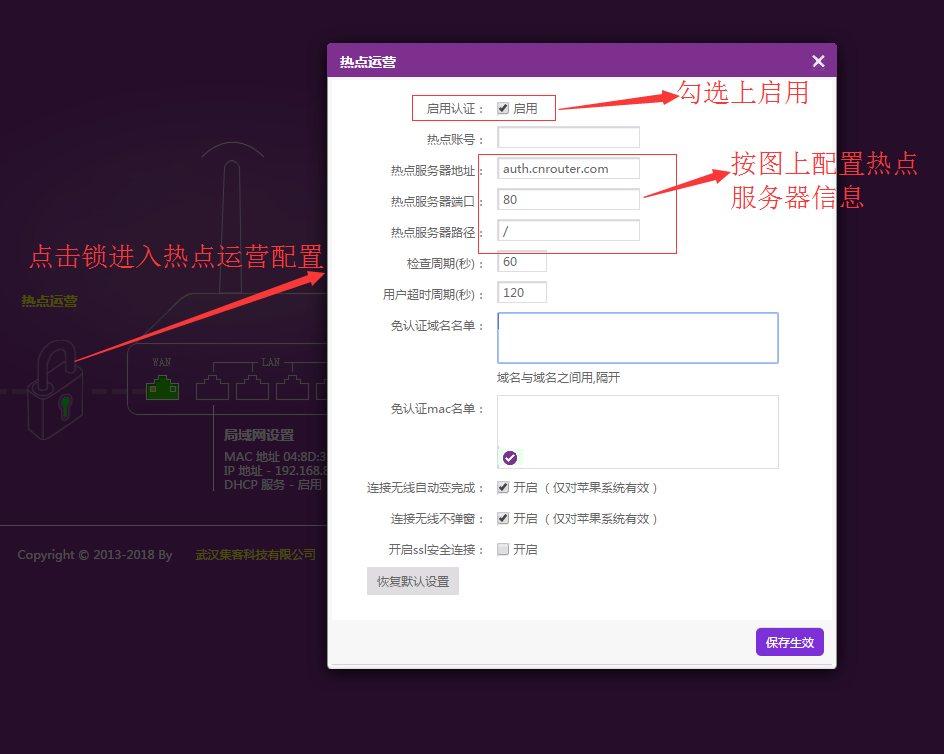 热点运营
启用认证： 启用
勾选上启用
热点账号：
热点服务器地址： auth.cnrouter.com
按图上配置热点
服务器信息
热点服务器端口： 80
热点服务器路径： /
点击锁进入热点运营配置
检查周期(秒)： 60
用户超时周期(秒)： 120
热点运营
免认证域名名单：
域名与域名之间用,隔开
WAN
LAN
免认证mac名单：
局域网设置
MAC 地址 04:8D:3
IP 地址 - 192.168.8
DHCP 服务 - 启用
连接无线自动变完成： 开启（仅对苹果系统有效）
连接无线不弹窗： 开启（仅对苹果系统有效）
开启ssl安全连接： 开启
Copyright © 2013-2018 By 武汉集客科技有限公司
恢复默认设置
保存生效